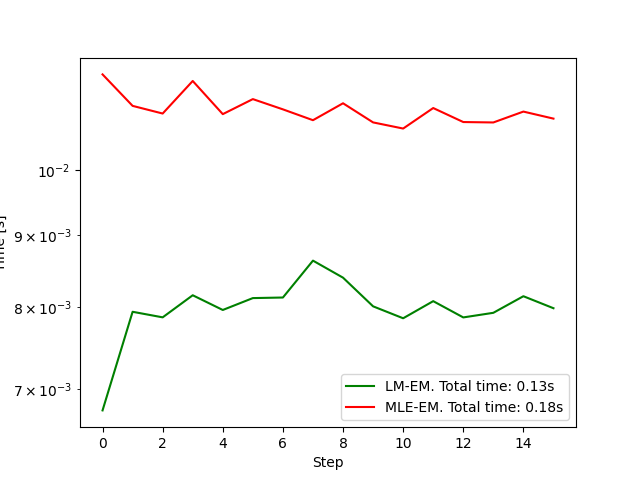 10⁻²
9 × 10⁻³
8 × 10⁻³
7 × 10⁻³
0 2 4 6 8 10 12 14
Step
LM-EM. Total time: 0.13s
MLE-EM. Total time: 0.18s